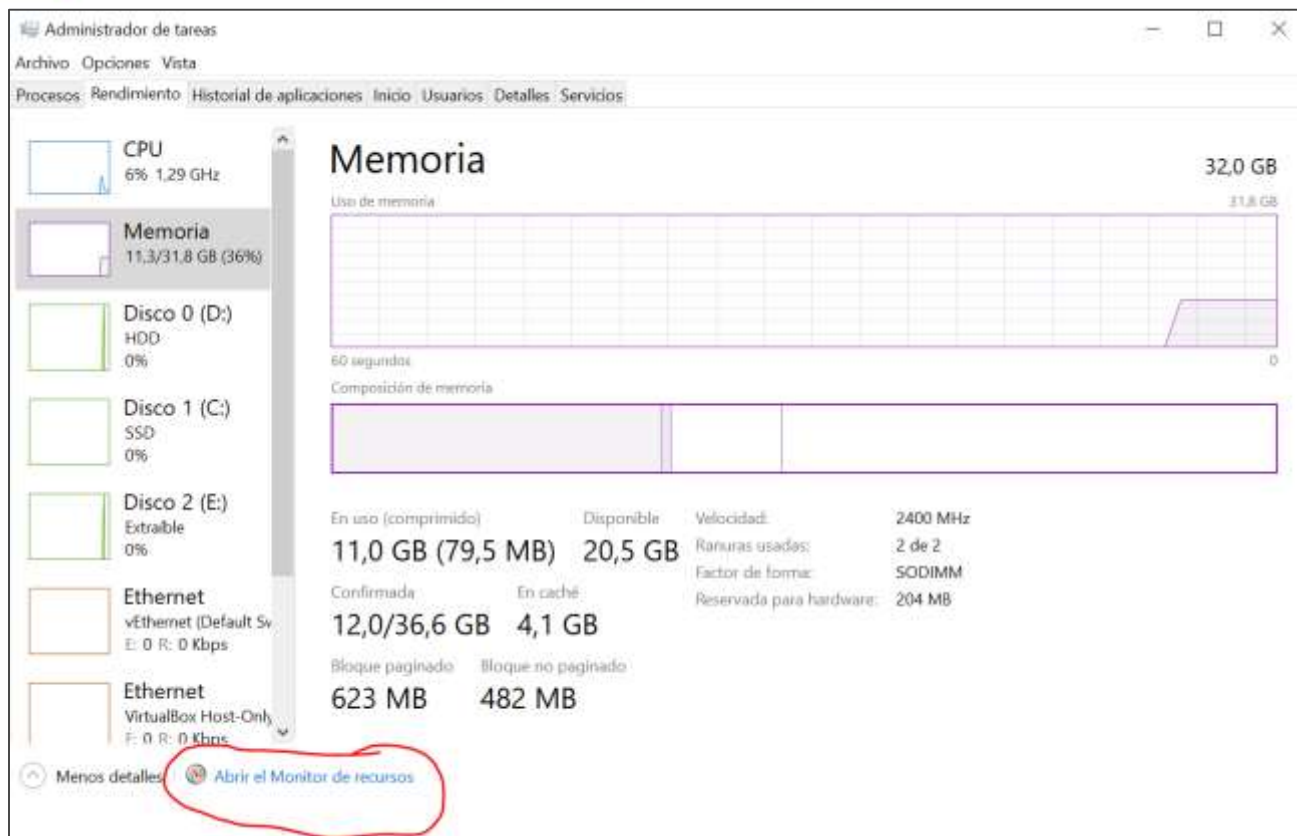 Administrador de tareas
Archivo Opciones Vista
Procesos Rendimiento Historial de aplicaciones Inicio Usuarios Detalles Servicios
CPU
6% 1,29 GHz
Memoria
11,3/31,8 GB (36%)
Disco 0 (D:)
HDD
0%
Disco 1 (C:)
SSD
0%
Disco 2 (E:)
Extraíble
0%
Ethernet
vEthernet (Default Sw
E: 0 R: 0 Kbps
Ethernet
VirtualBox Host-Only
E: 0 R: 0 Kbps
Memoria 32,0 GB
Uso de memoria 31,8 GB
60 segundos 0
Composición de memoria
En uso (comprimido) Disponible
11,0 GB (79,5 MB) 20,5 GB
Confirmada En caché
12,0/36,6 GB 4,1 GB
Bloque paginado Bloque no paginado
623 MB 482 MB
Velocidad: 2400 MHz
Ranuras usadas: 2 de 2
Factor de forma: SODIMM
Reservada para hardware: 204 MB
Menos detalles Abrir el Monitor de recursos